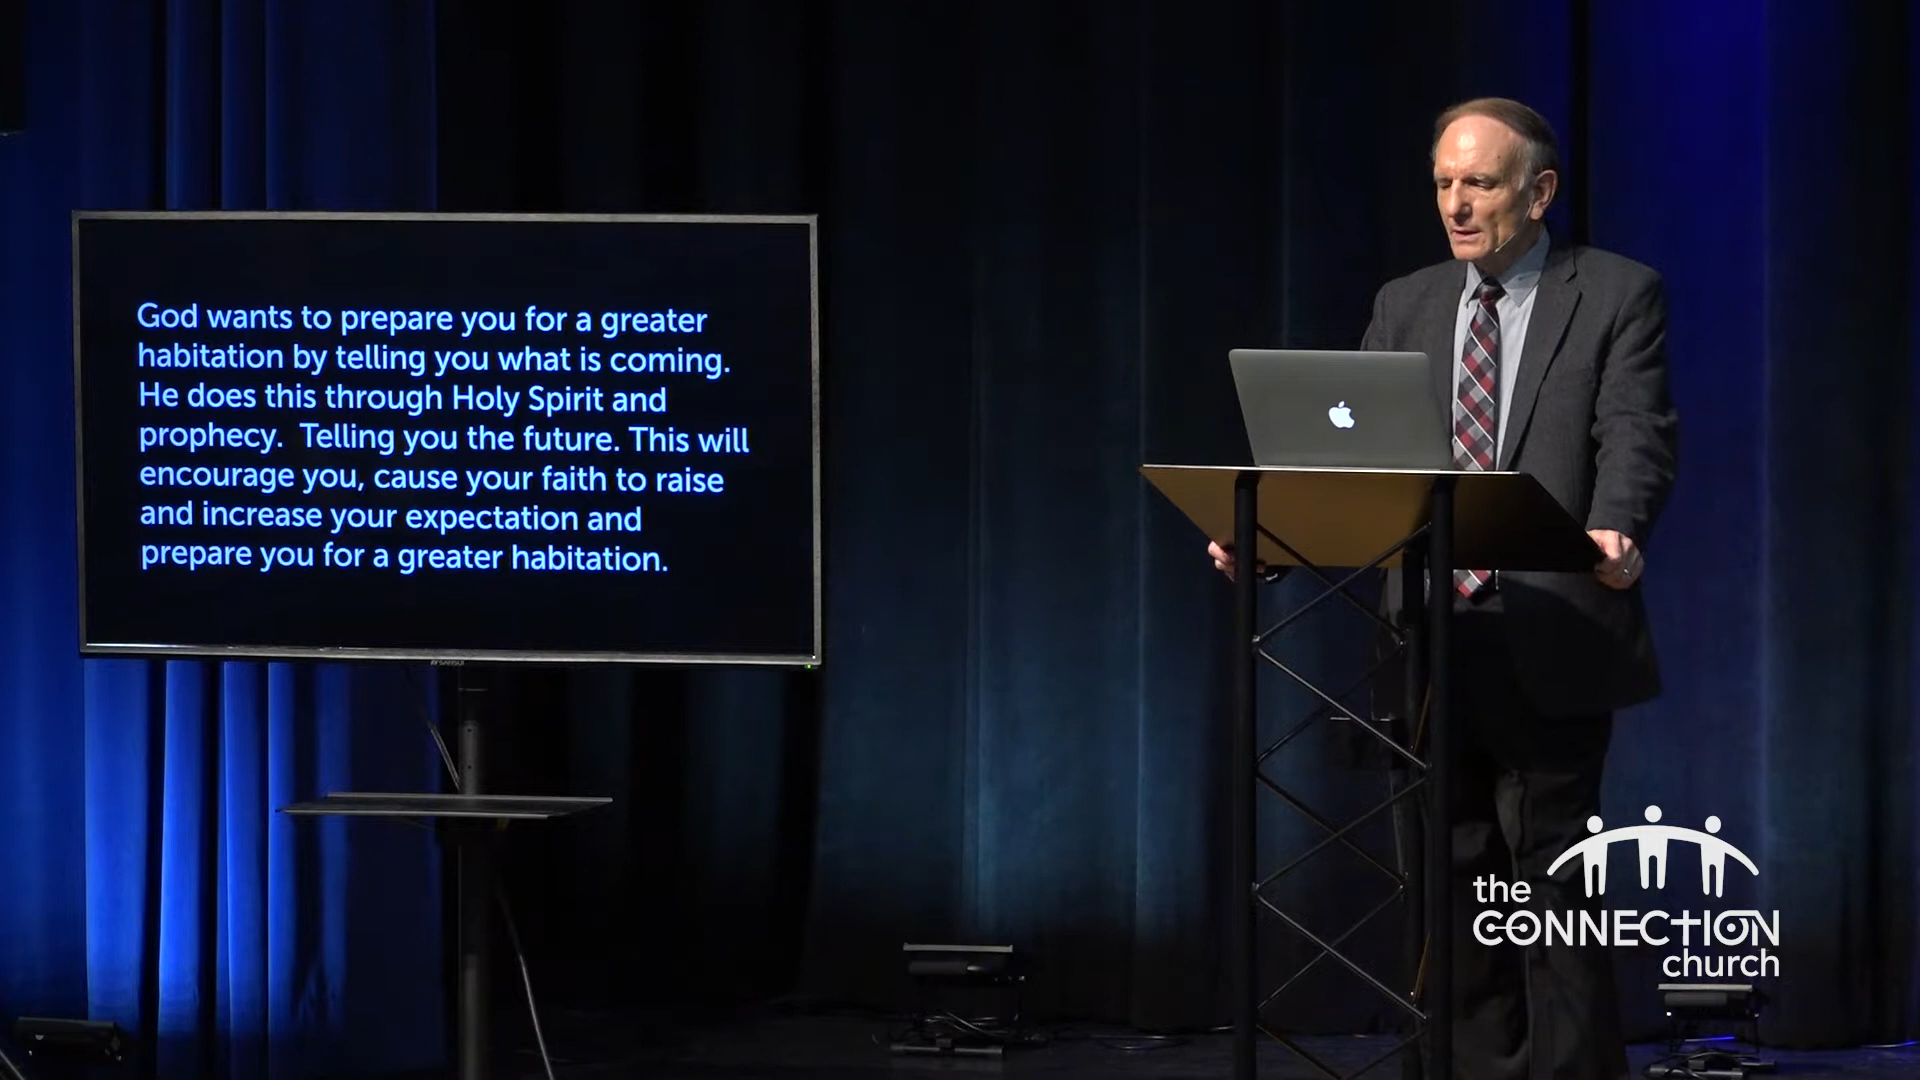 God wants to prepare you for a greater
habitation by telling you what is coming.
He does this through Holy Spirit and
prophecy.  Telling you the future. This will
encourage you, cause your faith to raise
and increase your expectation and
prepare you for a greater habitation.
SANSUI
the
CONNECTION
church